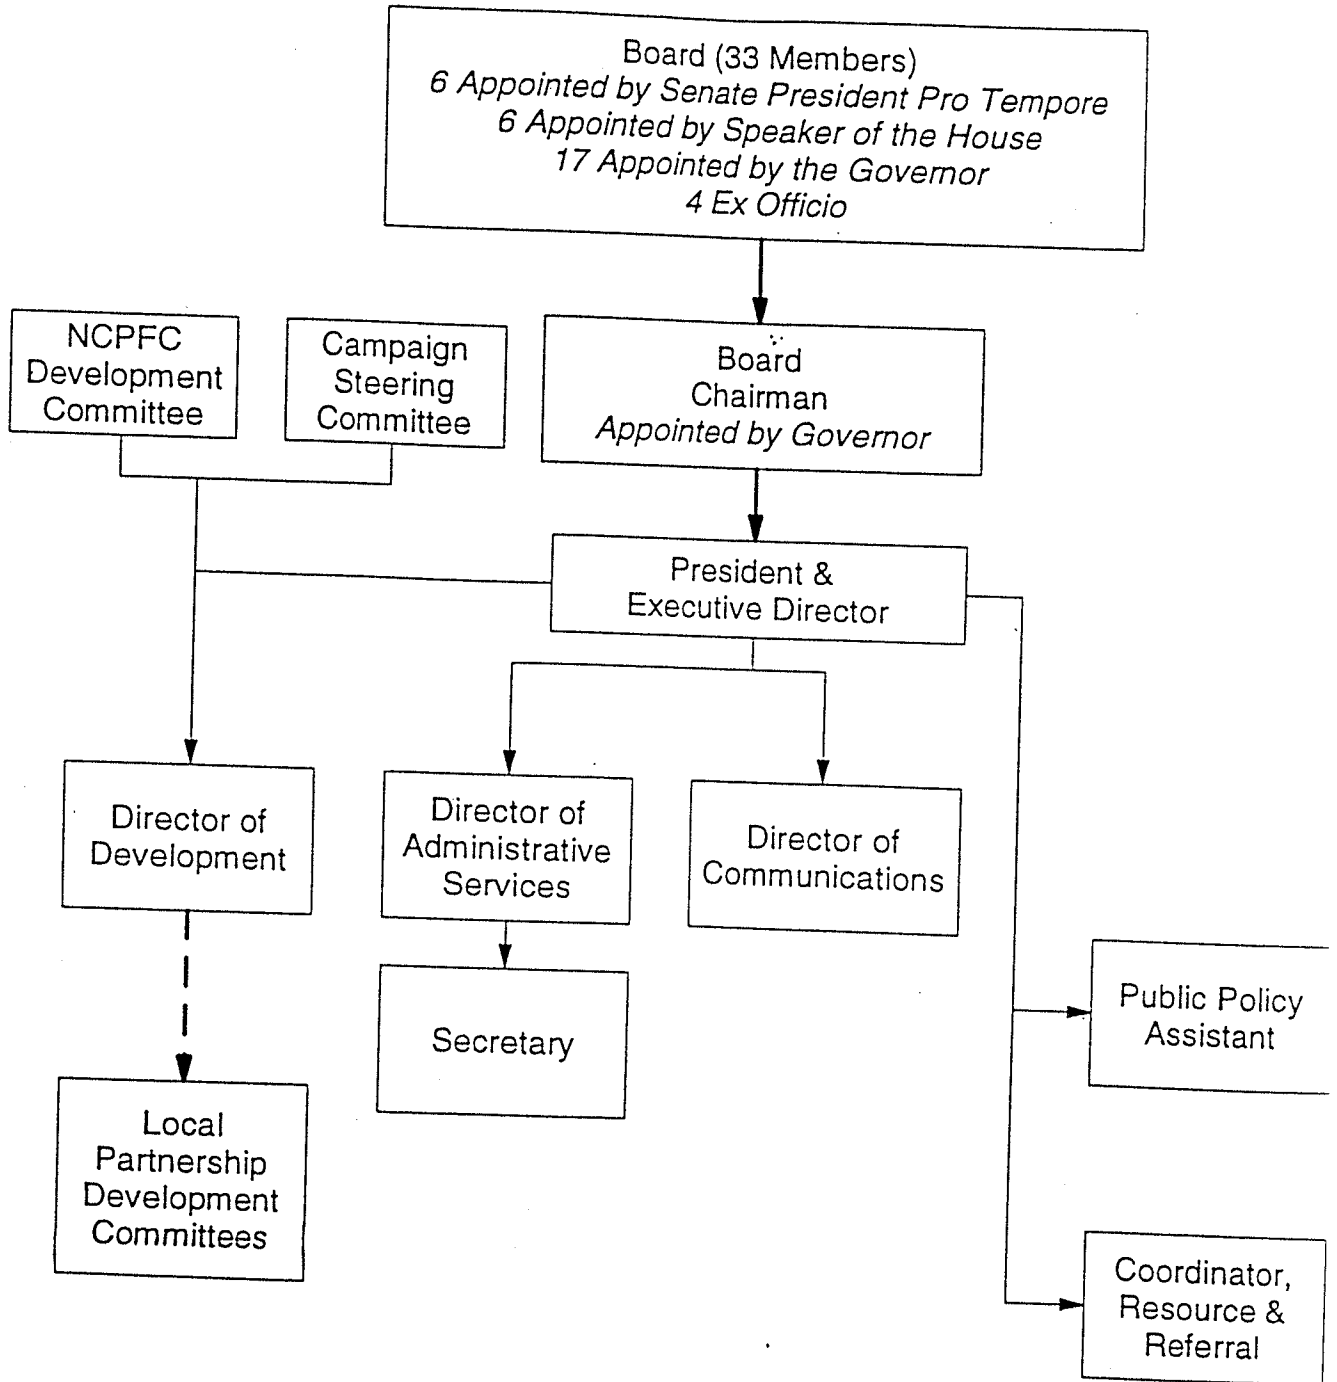 Board (33 Members)
6 Appointed by Senate President Pro Tempore
6 Appointed by Speaker of the House
17 Appointed by the Governor
4 Ex Officio
NCPFC
Development
Committee
Campaign
Steering
Committee
Board
Chairman
Appointed by Governor
President &
Executive Director
Director of
Development
Director of
Administrative
Services
Director of
Communications
Secretary
Public Policy
Assistant
Local
Partnership
Development
Committees
Coordinator,
Resource &
Referral